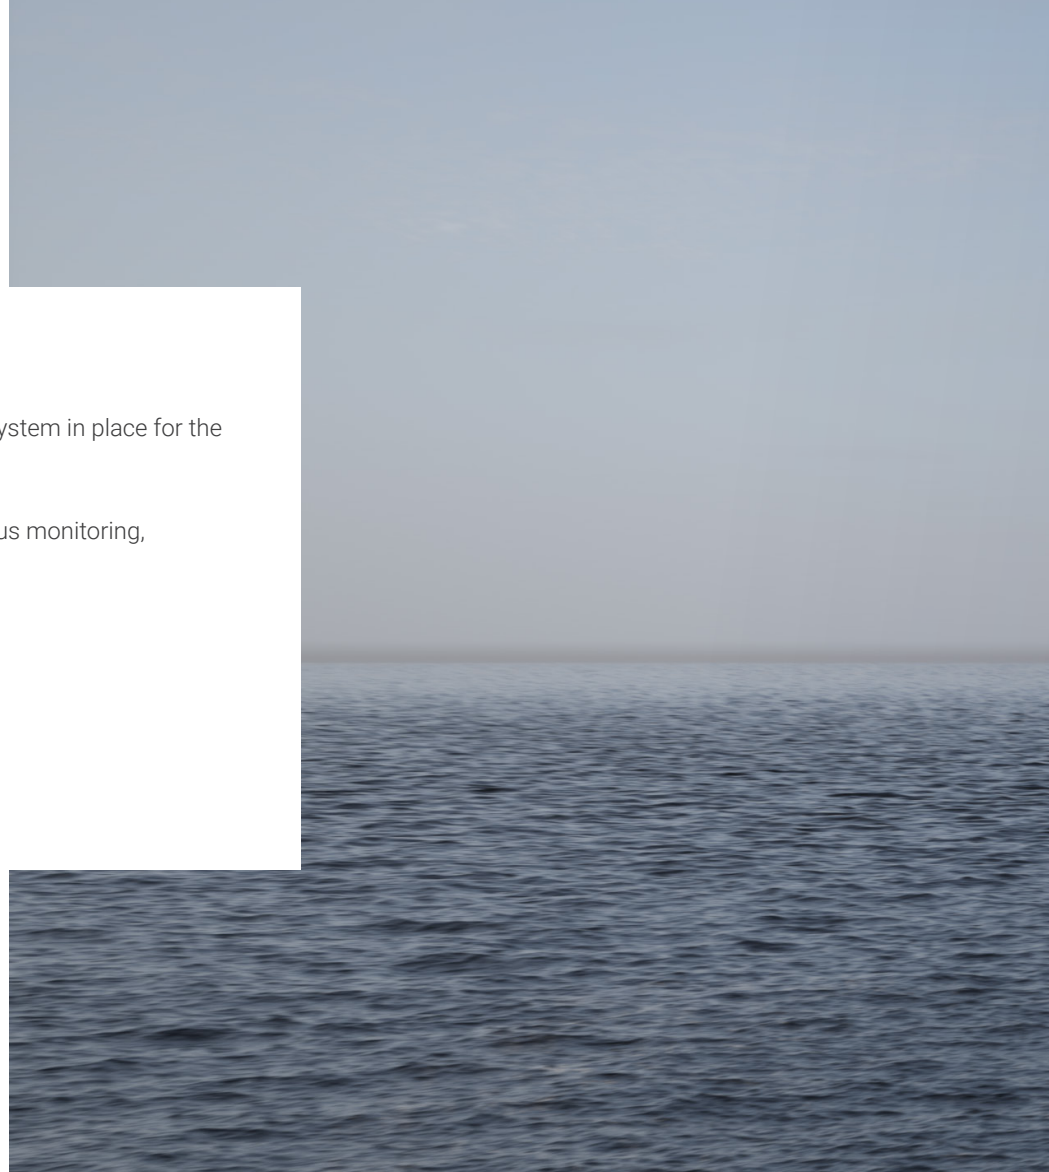 ystem in place for the
us monitoring,